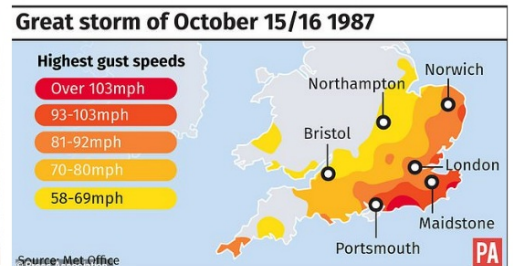 Great storm of October 15/16 1987
Highest gust speeds
Over 103mph
93-103mph
81-92mph
70-80mph
58-69mph
Norwich
Northampton
Bristol
London
Maidstone
Portsmouth
Source: Met Office
PA